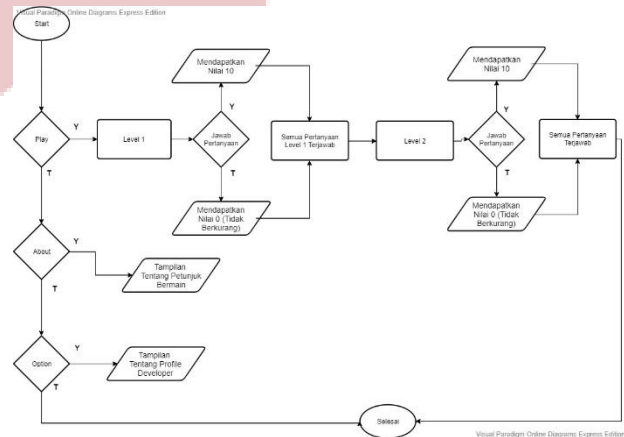 Visual Paradigm Online Diagrams Express Edition
Start
Play
Y
T
Level 1
Jawab
Pertanyaan
Y
T
Mendapatkan
Nilai 10
Mendapatkan
Nilai 0 (Tidak
Berkurang)
Semua Pertanyaan
Level 1 Terjawab
Level 2
Jawab
Pertanyaan
Y
T
Mendapatkan
Nilai 10
Mendapatkan
Nilai 0 (Tidak
Berkurang)
Semua Pertanyaan
Terjawab
About
Y
T
Tampilan
Tentang Petunjuk
Bermain
Option
Y
T
Tampilan
Tentang Profile
Developer
Selesai
Visual Paradigm Online Diagrams Express Edition